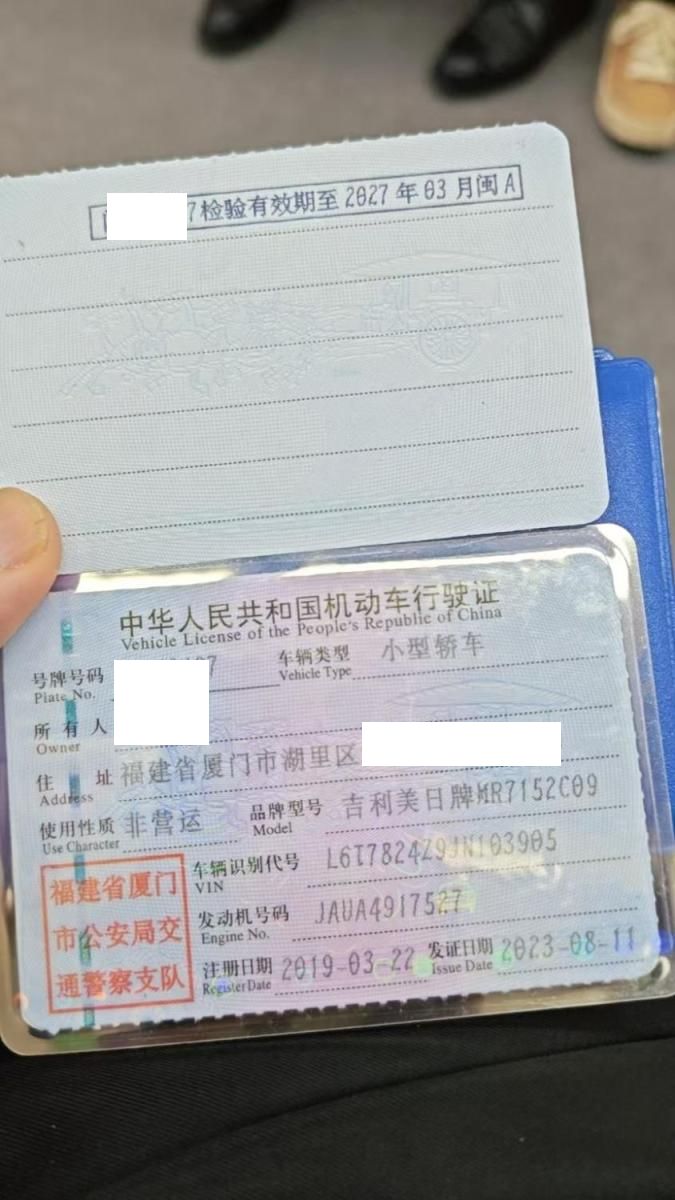 7检验有效期至2027年03月闽A
中华人民共和国机动车行驶证
Vehicle License of the People's Republic of China
号牌号码 7 车辆类型 小型轿车
Plate No. Vehicle Type
所有人
Owner
住址 福建省厦门市湖里区
Address
使用性质 非营运 品牌型号 吉利美日牌MR7152C09
Use Character Model
车辆识别代号 L6T7824Z9JN103905
VIN
福建省厦门
市公安局交
通警察支队
发动机号码 JAUA4917527
Engine No.
注册日期 2019-03-22 发证日期 2023-08-11
Register Date Issue Date